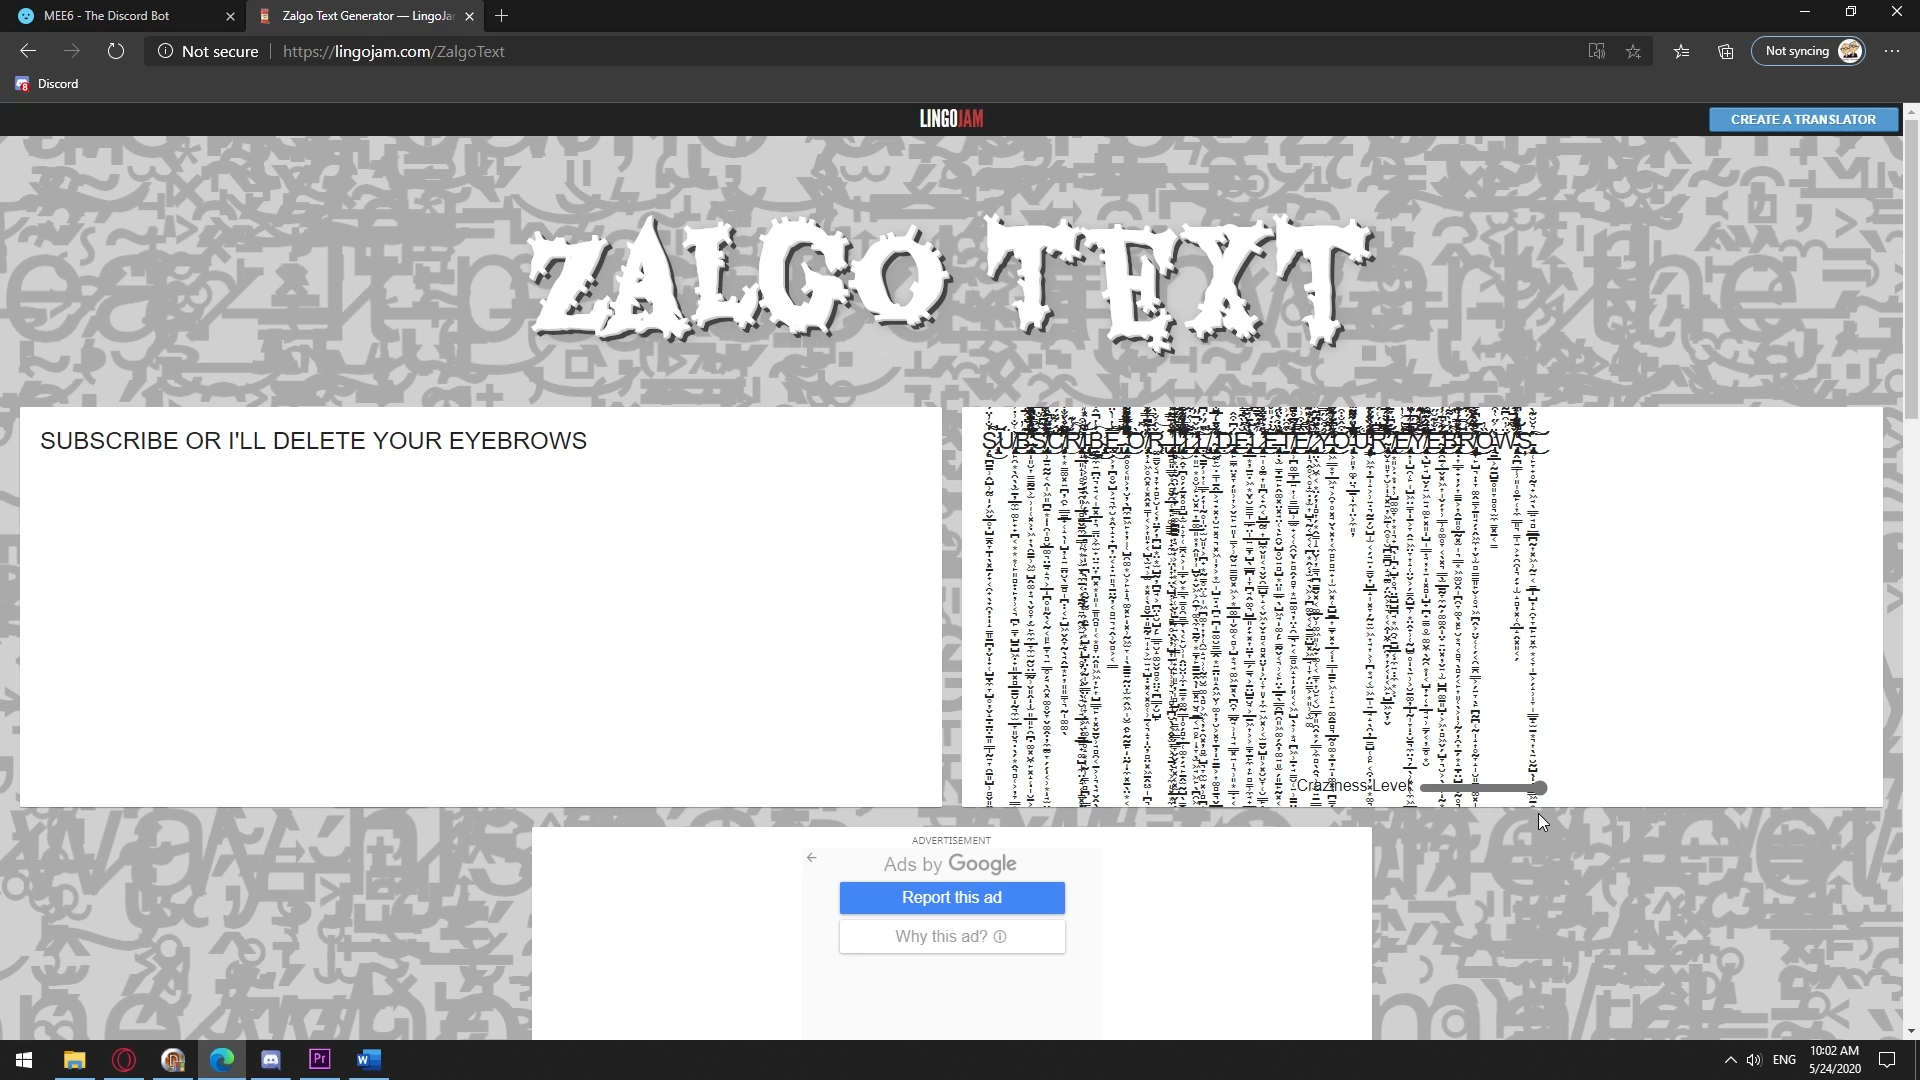 MEE6 - The Discord Bot
Zalgo Text Generator — LingoJar
Not secure
https://lingojam.com/ZalgoText
Not syncing
Discord
LINGOJAM
CREATE A TRANSLATOR
ZALGO TEXT
SUBSCRIBE OR I'LL DELETE YOUR EYEBROWS
SUBSCRIBE OR I'LL DELETE YOUR EYEBROWS
Craziness Level
ADVERTISEMENT
Ads by Google
Report this ad
Why this ad?
Pr
W
ENG
10:02 AM
5/24/2020